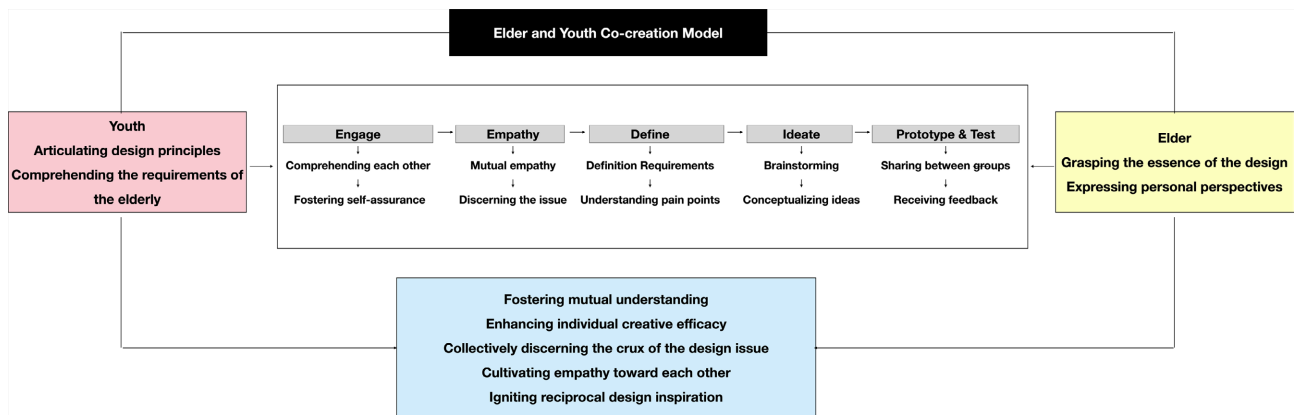 Elder and Youth Co-creation Model
Youth
Articulating design principles
Comprehending the requirements of
the elderly
Engage
Comprehending each other
Fostering self-assurance
Empathy
Mutual empathy
Discerning the issue
Define
Definition Requirements
Understanding pain points
Ideate
Brainstorming
Conceptualizing ideas
Prototype & Test
Sharing between groups
Receiving feedback
Elder
Grasping the essence of the design
Expressing personal perspectives
Fostering mutual understanding
Enhancing individual creative efficacy
Collectively discerning the crux of the design issue
Cultivating empathy toward each other
Igniting reciprocal design inspiration